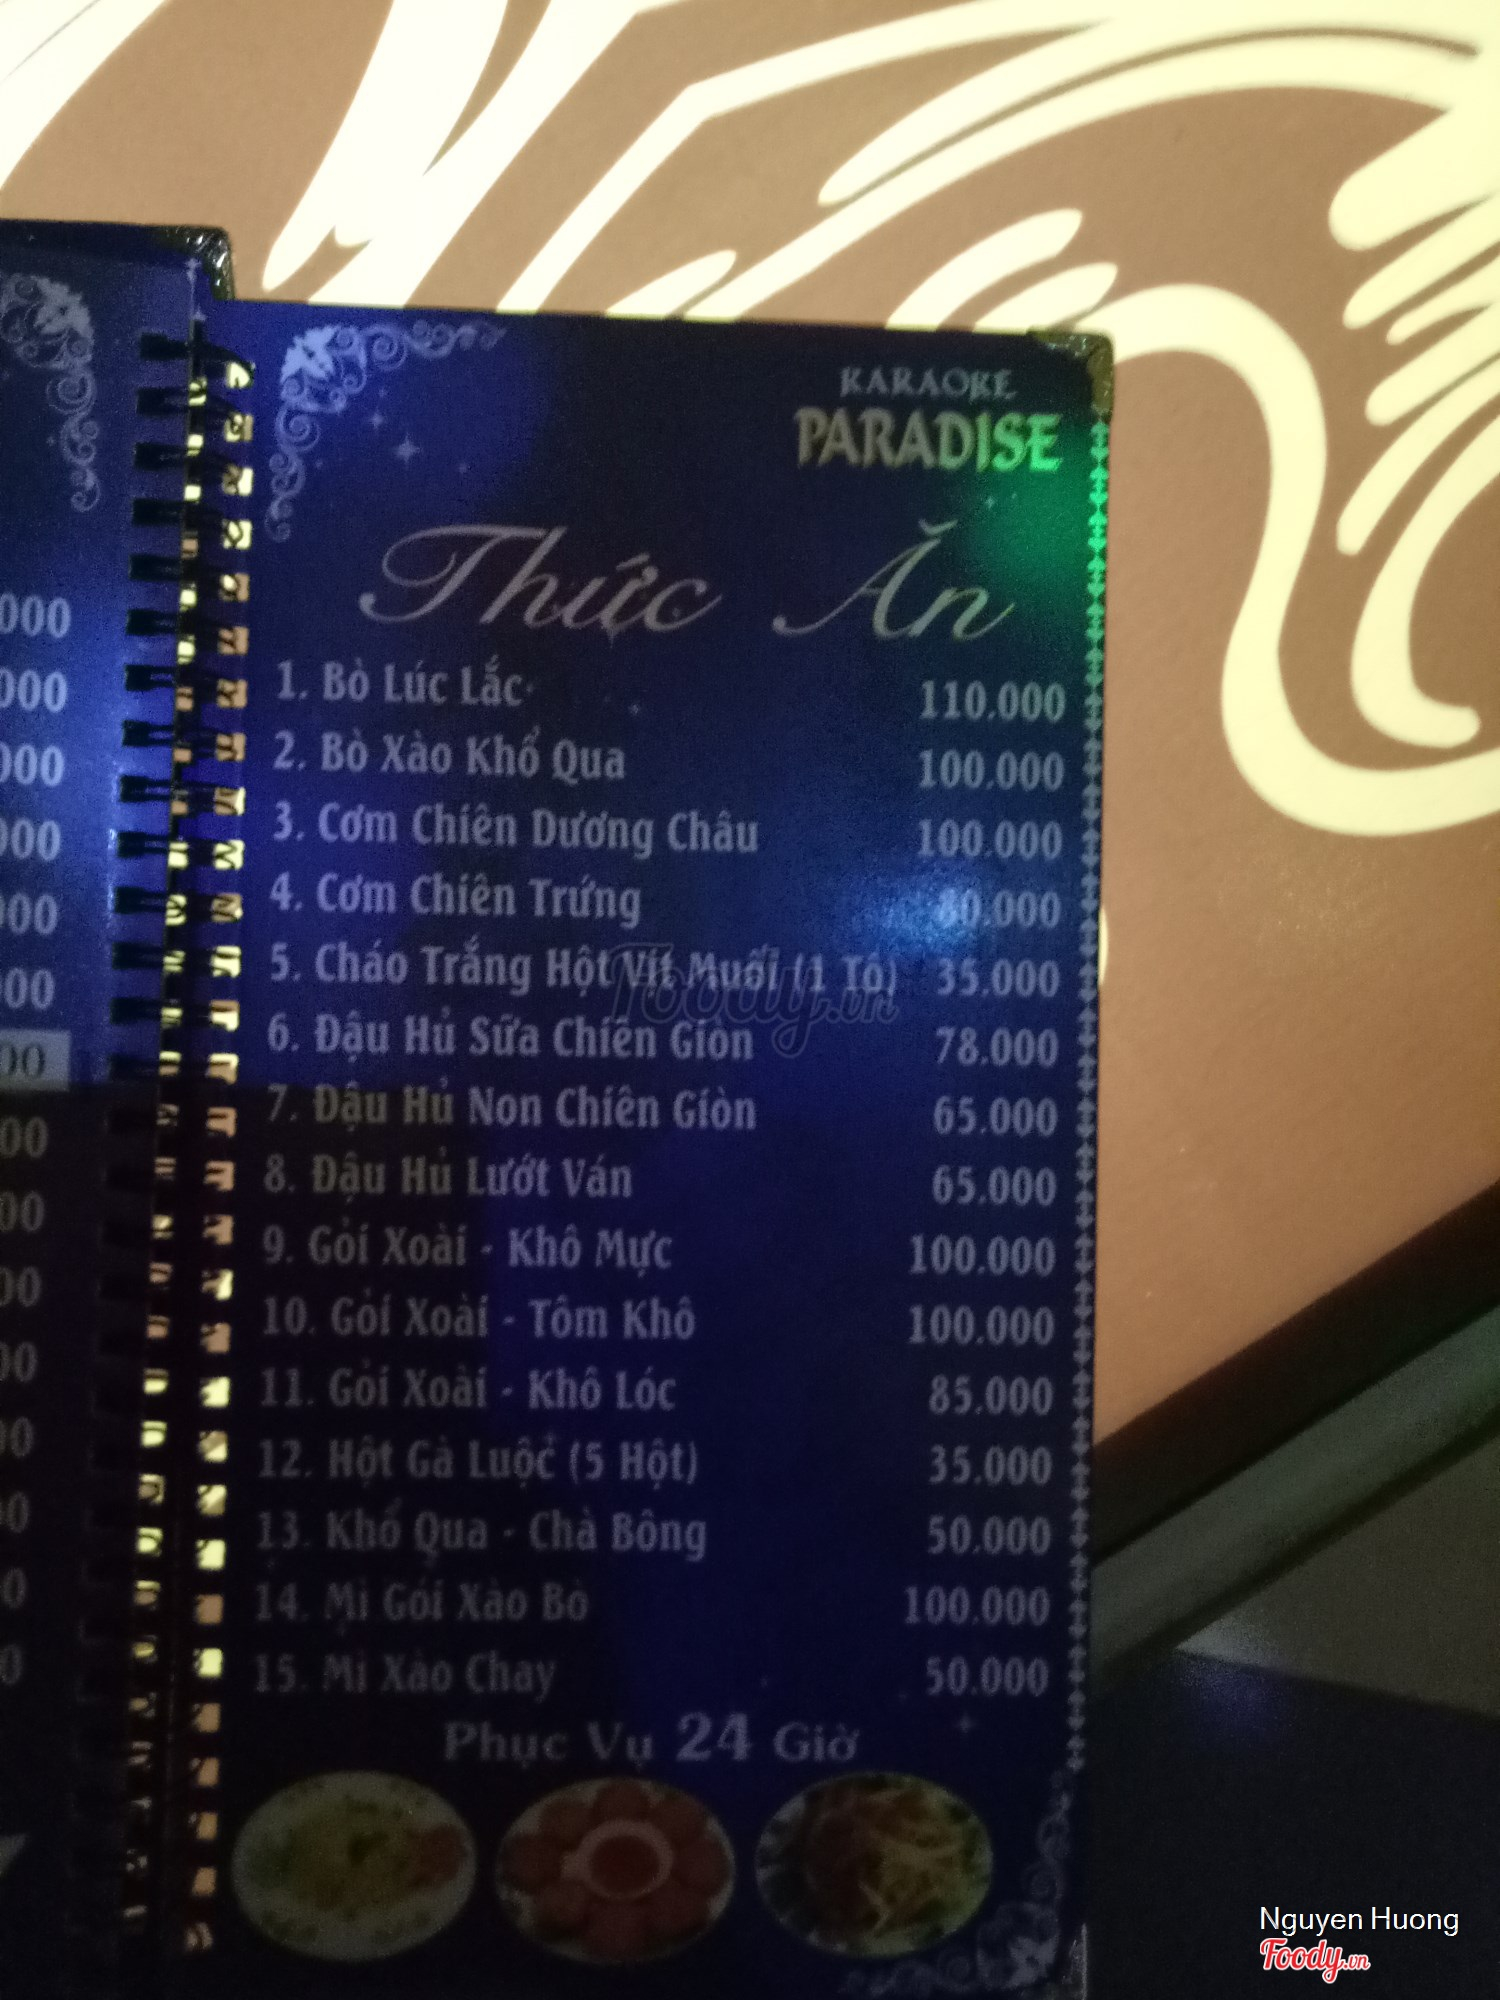 KARAOKE
PARADISE
Thức Ăn
1. Bò Lúc Lắc 110.000
2. Bò Xào Khổ Qua 100.000
3. Cơm Chiên Dương Châu 100.000
4. Cơm Chiên Trứng 80.000
5. Cháo Trắng Hột Vịt Muối (1 Tô) 35.000
6. Đậu Hủ Sữa Chiên Giòn 78.000
7. Đậu Hủ Non Chiên Giòn 65.000
8. Đậu Hủ Lướt Ván 65.000
9. Gỏi Xoài - Khô Mực 100.000
10. Gỏi Xoài - Tôm Khô 100.000
11. Gỏi Xoài - Khô Lóc 85.000
12. Hột Gà Luộc (5 Hột) 35.000
13. Khổ Qua - Chà Bông 50.000
14. Mì Gói Xào Bò 100.000
15. Mì Xào Chay 50.000
Phục Vụ 24 Giờ
Foody.vn
Nguyen Huong
Foody.vn